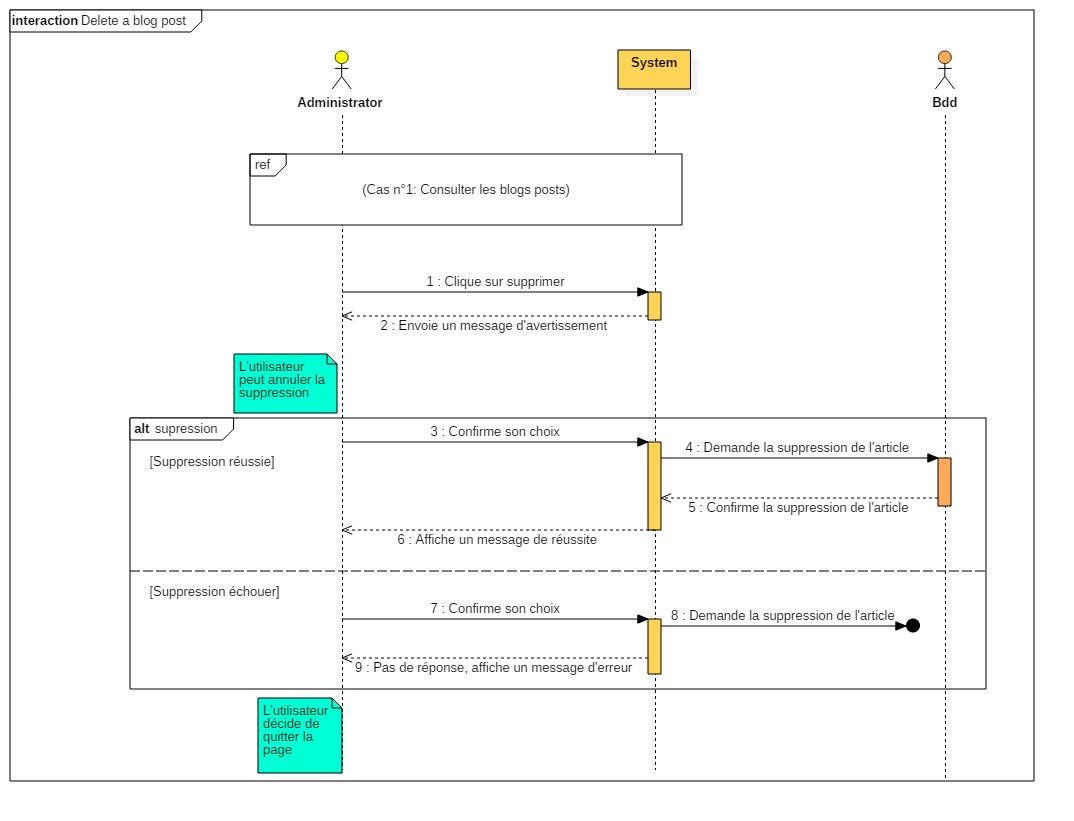 interaction Delete a blog post
System
Administrator
Bdd
ref
(Cas n°1: Consulter les blogs posts)
1 : Clique sur supprimer
2 : Envoie un message d'avertissement
L'utilisateur
peut annuler la
suppression
alt supression
3 : Confirme son choix
[Suppression réussie]
4 : Demande la suppression de l'article
5 : Confirme la suppression de l'article
6 : Affiche un message de réussite
[Suppression échouer]
7 : Confirme son choix
8 : Demande la suppression de l'article
9 : Pas de réponse, affiche un message d'erreur
L'utilisateur
décide de
quitter la
page